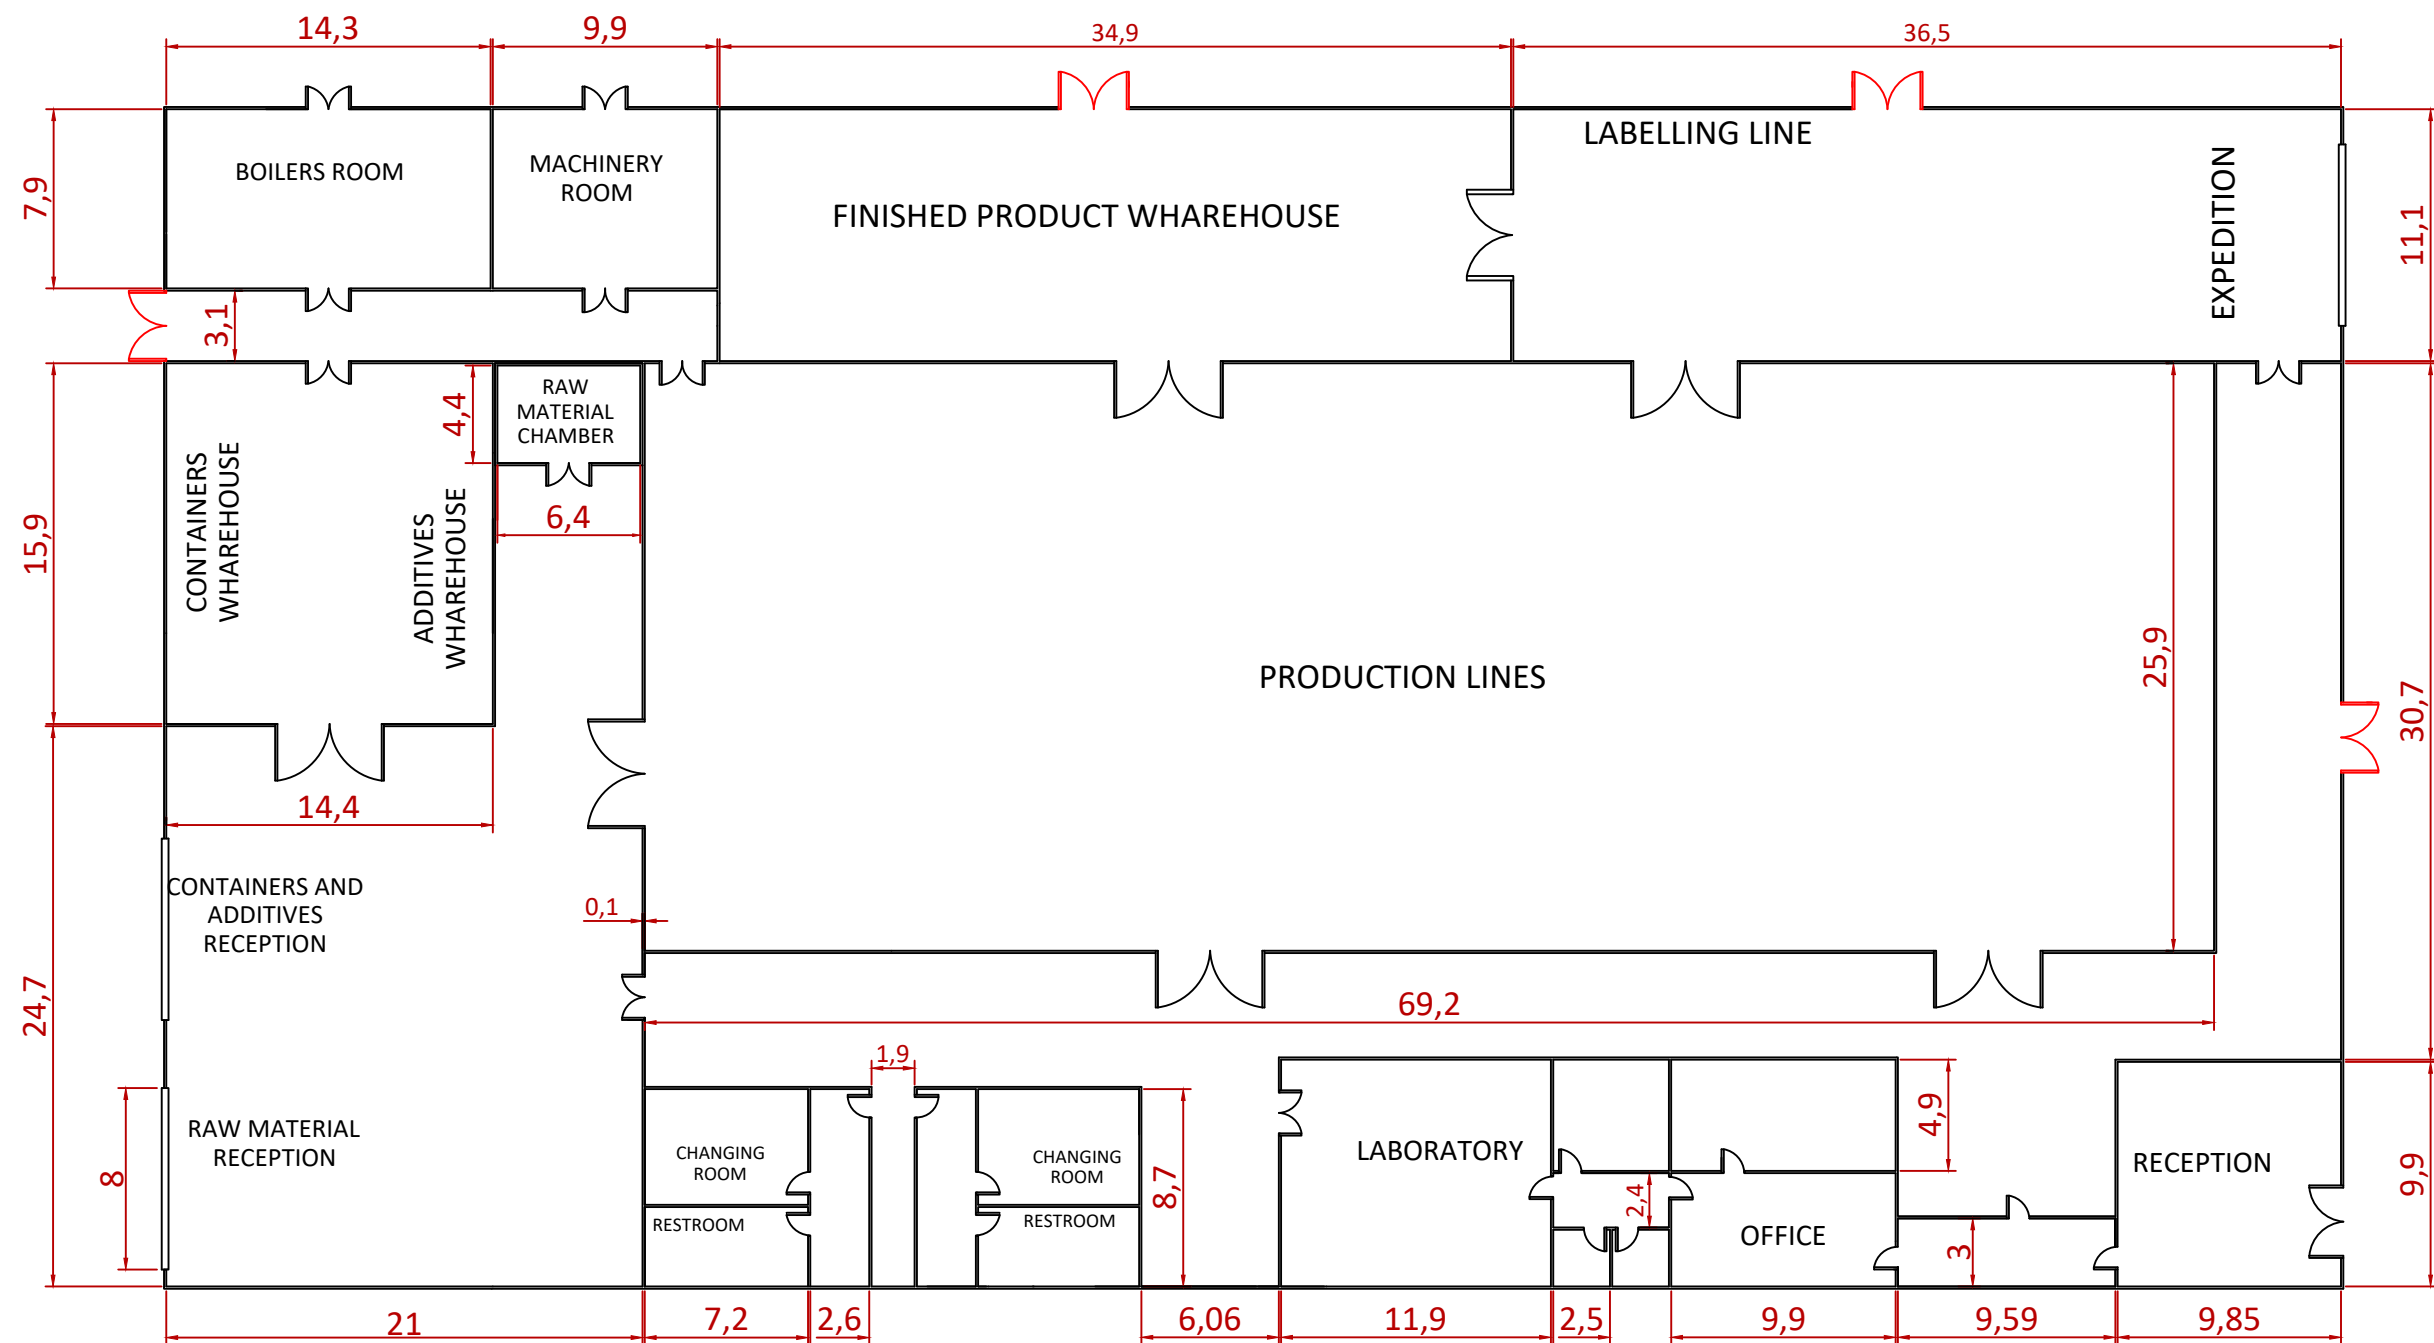 14,3
9,9
34,9
36,5
LABELLING LINE
BOILERS ROOM
MACHINERY
ROOM
FINISHED PRODUCT WHAREHOUSE
EXPEDITION
7,9
11,1
3,1
RAW
MATERIAL
CHAMBER
4,4
6,4
CONTAINERS
WHAREHOUSE
ADDITIVES
WHAREHOUSE
15,9
PRODUCTION LINES
25,9
30,7
14,4
CONTAINERS AND
ADDITIVES
RECEPTION
0,1
24,7
69,2
1,9
RAW MATERIAL
RECEPTION
8
CHANGING
ROOM
CHANGING
ROOM
8,7
LABORATORY
4,9
RECEPTION
9,9
RESTROOM
RESTROOM
2,4
OFFICE
3
21
7,2
2,6
6,06
11,9
2,5
9,9
9,59
9,85